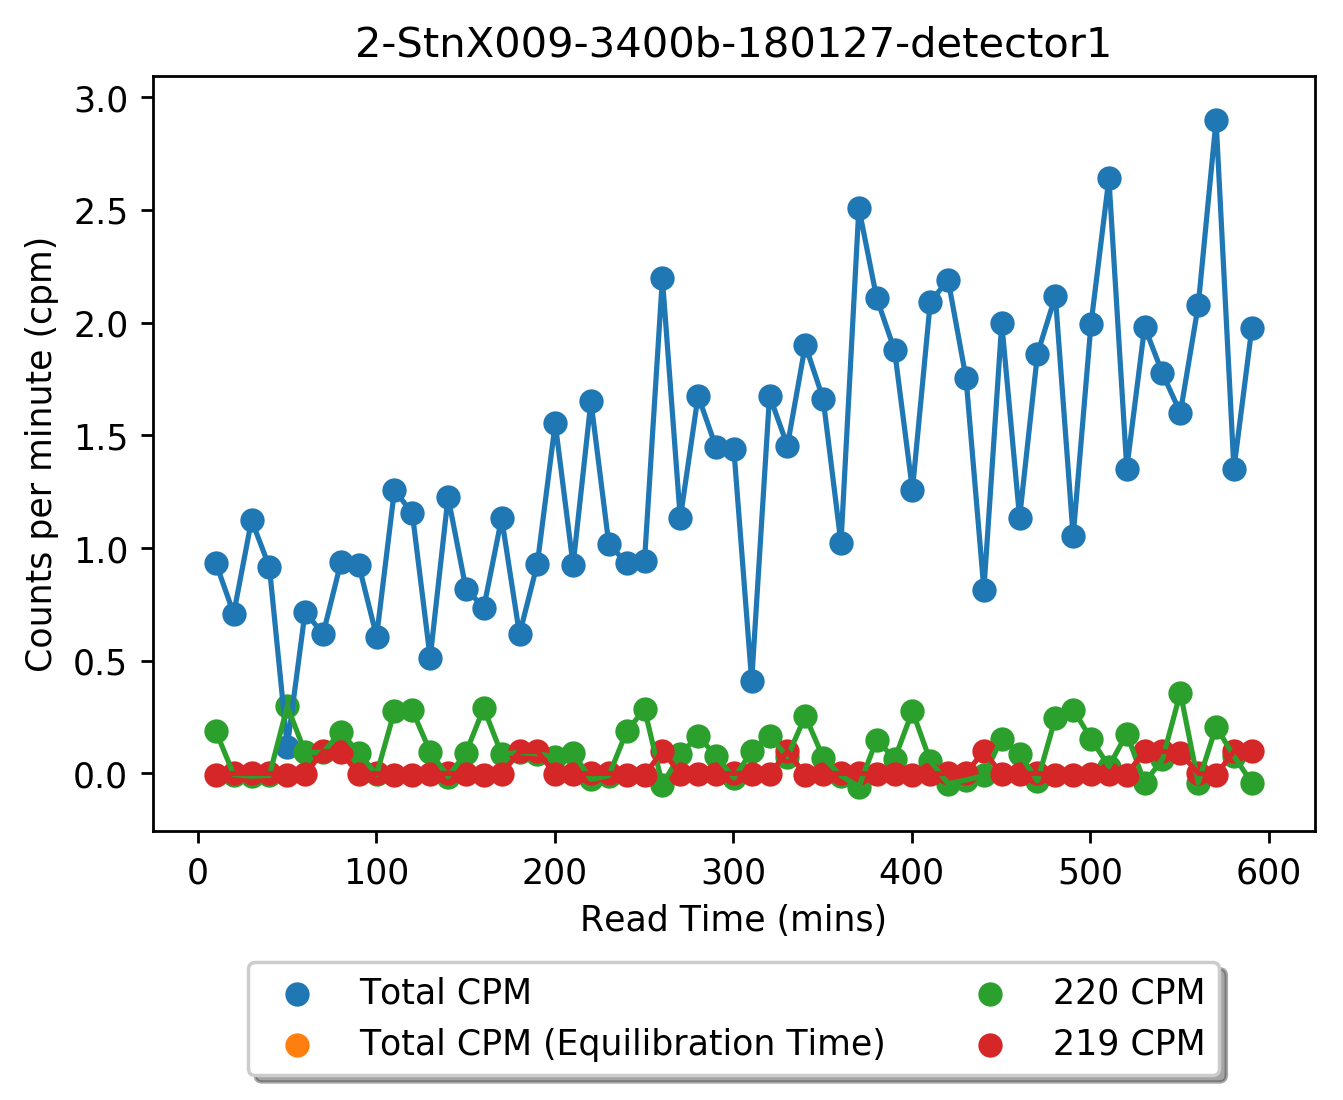 2-StnX009-3400b-180127-detector1
3.0
2.5
2.0
1.5
1.0
0.5
0.0
Counts per minute (cpm)
0 100 200 300 400 500 600
Read Time (mins)
Total CPM
Total CPM (Equilibration Time)
220 CPM
219 CPM